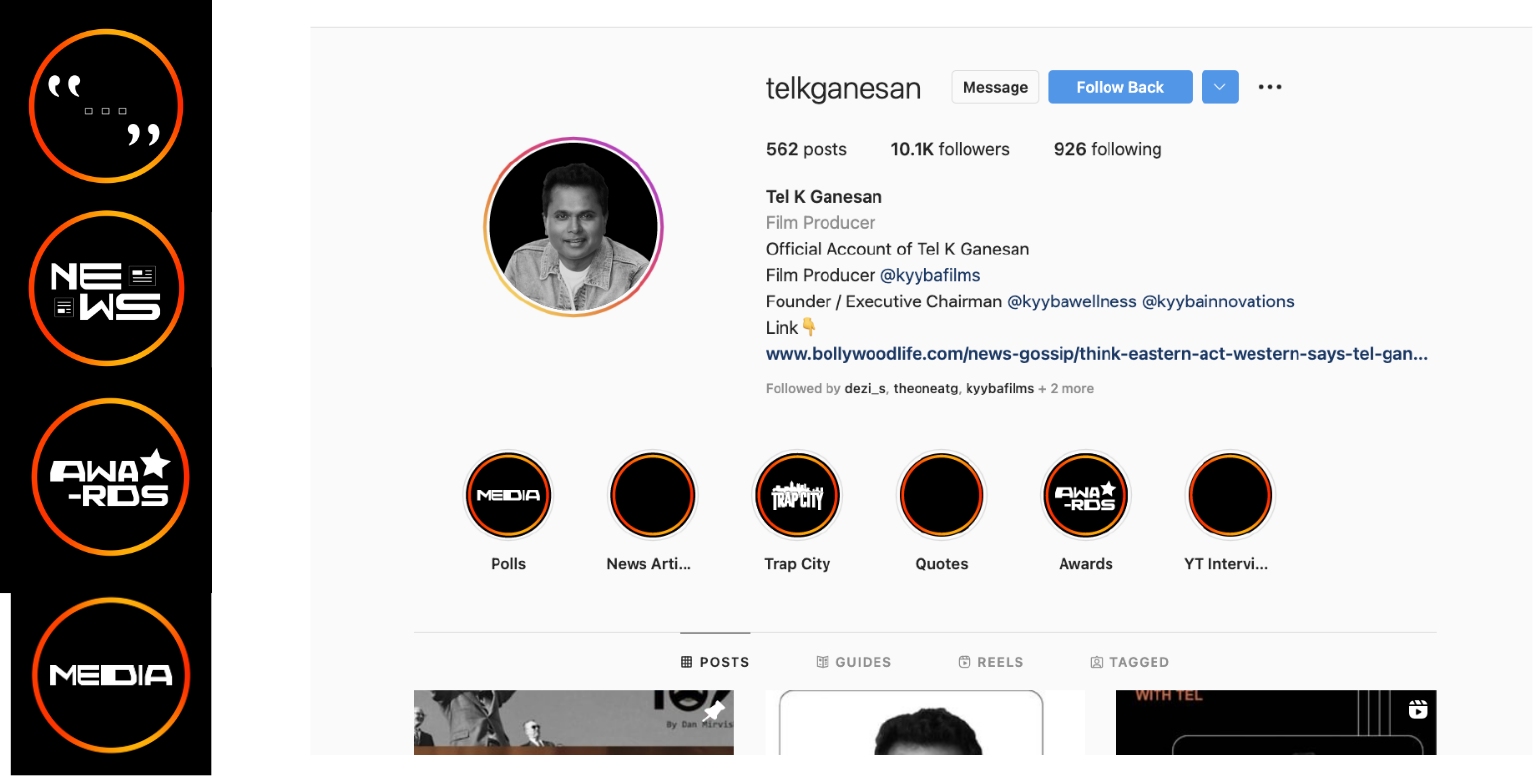 “
”
NE
WS
AWA
-RDS
MEDIA
telkganesan Message Follow Back
562 posts 10.1K followers 926 following
Tel K Ganesan
Film Producer
Official Account of Tel K Ganesan
Film Producer @kyybafilms
Founder / Executive Chairman @kyybawellness @kyybainnovations
Link👇
www.bollywoodlife.com/news-gossip/think-eastern-act-western-says-tel-gan...
Followed by dezi_s, theoneatg, kyybafilms + 2 more
MEDIA
TRAP CITY
AWA
-RDS
Polls News Arti... Trap City Quotes Awards YT Intervi...
POSTS GUIDES REELS TAGGED
By Dan Mirvis
WITH TEL